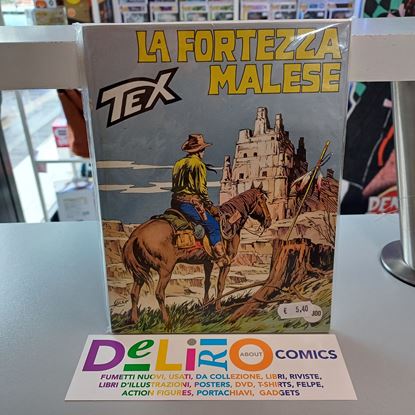 LA FORTEZZA
MALESE
TEX
€ 5,40
DeLiRiO
ABOUT
COMICS
FUMETTI NUOVI, USATI, DA COLLEZIONE, LIBRI, RIVISTE,
LIBRI D'ILLUSTRAZIONI, POSTERS, DVD, T-SHIRTS, FELPE,
ACTION FIGURES, PORTACHIAVI, GADGETS